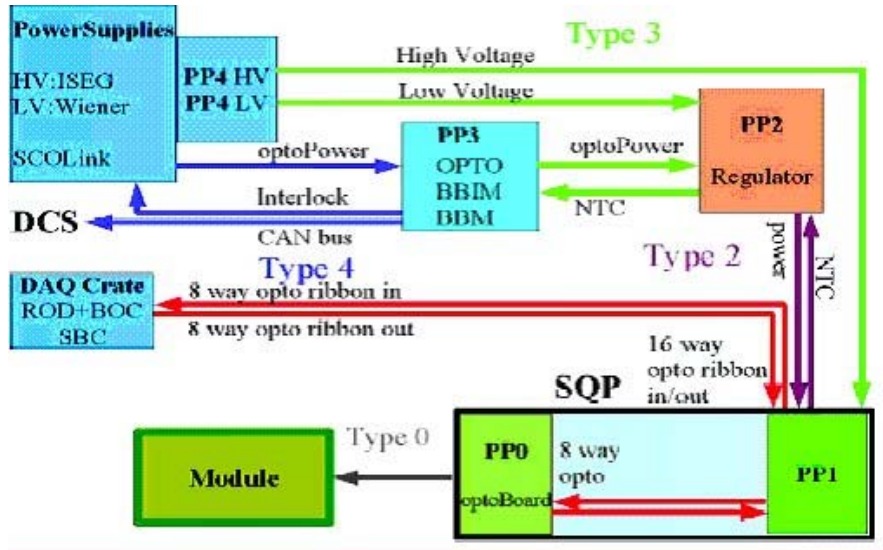 PowerSupplies
HV:ISEG
LV:Wiener
SCOLink
PP4 HV
PP4 LV
High Voltage
Low Voltage
Type 3
optoPower
Interlock
CAN bus
DCS
Type 4
PP3
OPTO
BBIM
BBM
optoPower
NTC
PP2
Regulator
Type 2
power
NTC
DAQ Crate
ROD+BOC
SBC
8 way opto ribbon in
8 way opto ribbon out
16 way
opto ribbon
in/out
SQP
Type 0
Module
PP0
optoBoard
8 way
opto
PP1